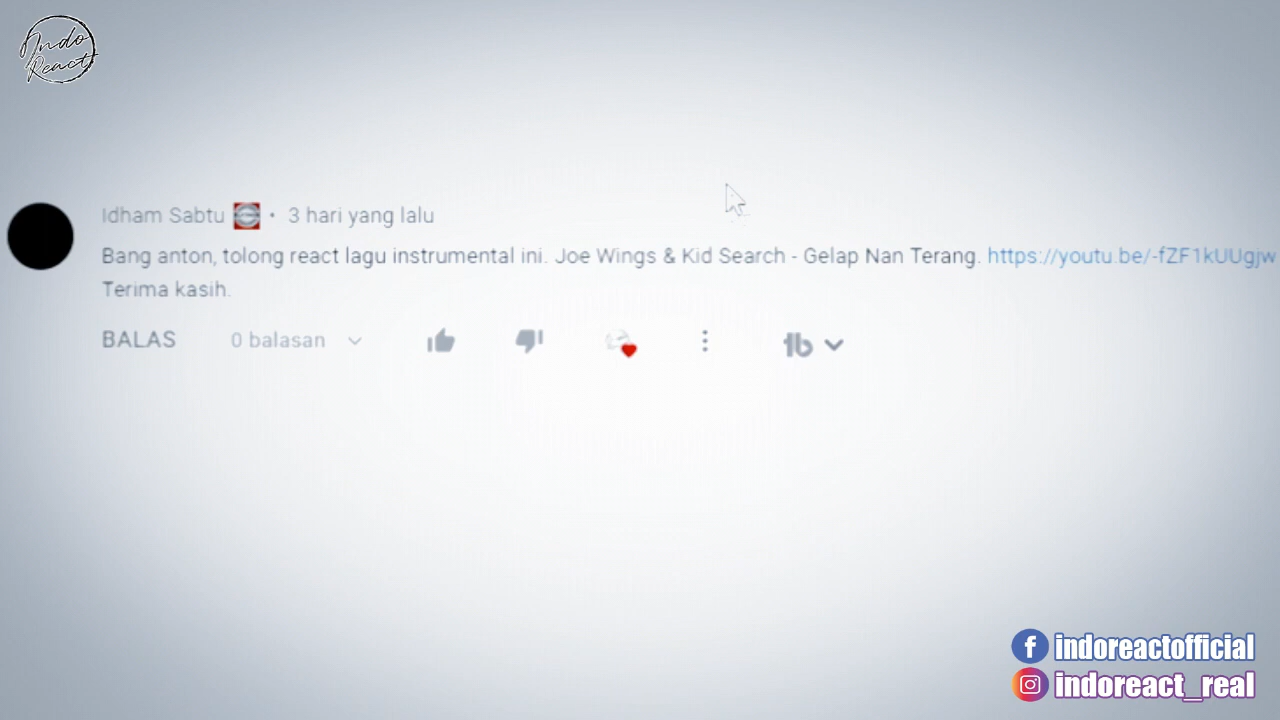 Indo
React
Idham Sabtu • 3 hari yang lalu
Bang anton, tolong react lagu instrumental ini. Joe Wings & Kid Search - Gelap Nan Terang. https://youtu.be/-fZF1kUUgjw
Terima kasih.
BALAS 0 balasan
indoreactofficial
indoreact_real